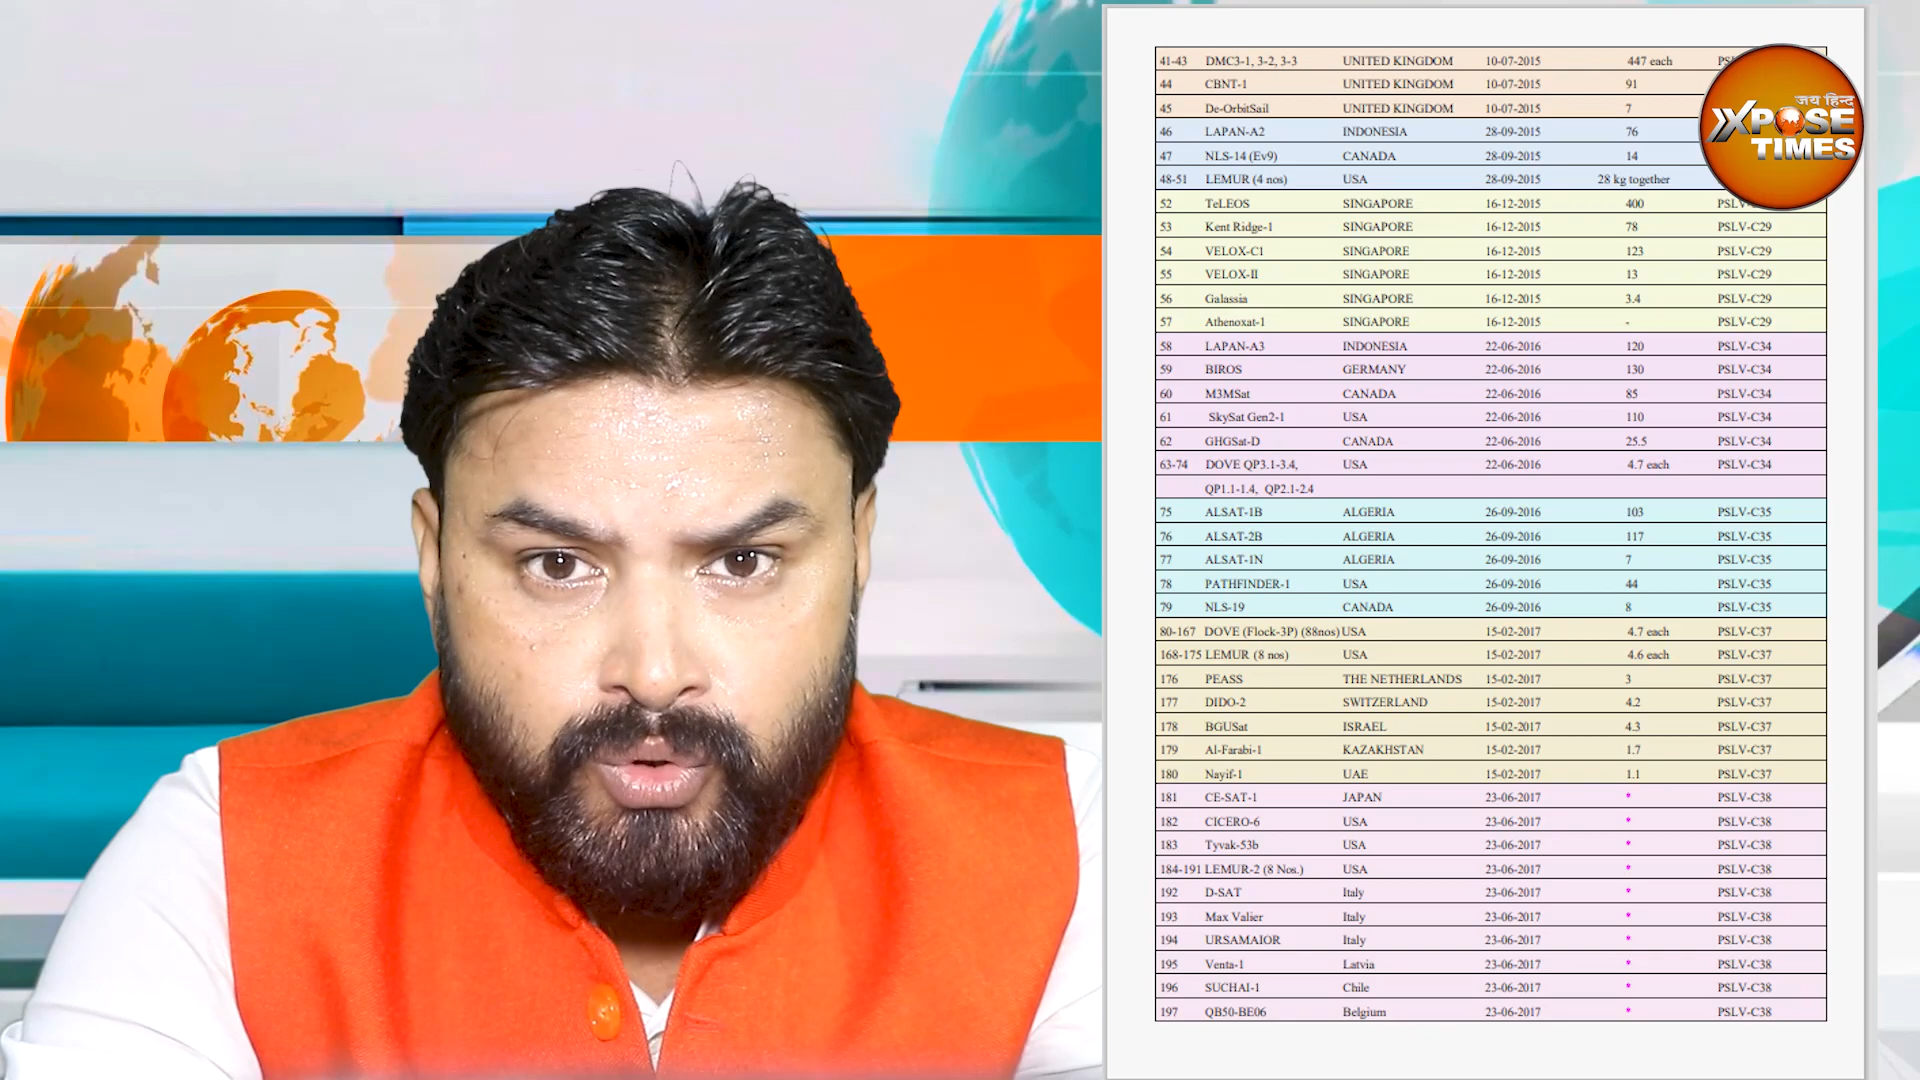 41-43 DMC3-1, 3-2, 3-3 UNITED KINGDOM 10-07-2015 447 each
44 CBNT-1 UNITED KINGDOM 10-07-2015 91
45 De-OrbitSail UNITED KINGDOM 10-07-2015 7
46 LAPAN-A2 INDONESIA 28-09-2015 76
47 NLS-14 (Ev9) CANADA 28-09-2015 14
48-51 LEMUR (4 nos) USA 28-09-2015 28 kg together
52 TeLEOS SINGAPORE 16-12-2015 400
53 Kent Ridge-1 SINGAPORE 16-12-2015 78 PSLV-C29
54 VELOX-C1 SINGAPORE 16-12-2015 123 PSLV-C29
55 VELOX-II SINGAPORE 16-12-2015 13 PSLV-C29
56 Galassia SINGAPORE 16-12-2015 3.4 PSLV-C29
57 Athenoxat-1 SINGAPORE 16-12-2015 - PSLV-C29
58 LAPAN-A3 INDONESIA 22-06-2016 120 PSLV-C34
59 BIROS GERMANY 22-06-2016 130 PSLV-C34
60 M3MSat CANADA 22-06-2016 85 PSLV-C34
61 SkySat Gen2-1 USA 22-06-2016 110 PSLV-C34
62 GHGSat-D CANADA 22-06-2016 25.5 PSLV-C34
63-74 DOVE QP3.1-3.4, USA 22-06-2016 4.7 each PSLV-C34
QP1.1-1.4, QP2.1-2.4
75 ALSAT-1B ALGERIA 26-09-2016 103 PSLV-C35
76 ALSAT-2B ALGERIA 26-09-2016 117 PSLV-C35
77 ALSAT-1N ALGERIA 26-09-2016 7 PSLV-C35
78 PATHFINDER-1 USA 26-09-2016 44 PSLV-C35
79 NLS-19 CANADA 26-09-2016 8 PSLV-C35
80-167 DOVE (Flock-3P) (88nos) USA 15-02-2017 4.7 each PSLV-C37
168-175 LEMUR (8 nos) USA 15-02-2017 4.6 each PSLV-C37
176 PEASS THE NETHERLANDS 15-02-2017 3 PSLV-C37
177 DIDO-2 SWITZERLAND 15-02-2017 4.2 PSLV-C37
178 BGUSat ISRAEL 15-02-2017 4.3 PSLV-C37
179 Al-Farabi-1 KAZAKHSTAN 15-02-2017 1.7 PSLV-C37
180 Nayif-1 UAE 15-02-2017 1.1 PSLV-C37
181 CE-SAT-1 JAPAN 23-06-2017 * PSLV-C38
182 CICERO-6 USA 23-06-2017 * PSLV-C38
183 Tyvak-53b USA 23-06-2017 * PSLV-C38
184-191 LEMUR-2 (8 Nos.) USA 23-06-2017 * PSLV-C38
192 D-SAT Italy 23-06-2017 * PSLV-C38
193 Max Valier Italy 23-06-2017 * PSLV-C38
194 URSAMAIOR Italy 23-06-2017 * PSLV-C38
195 Venta-1 Latvia 23-06-2017 * PSLV-C38
196 SUCHAI-1 Chile 23-06-2017 * PSLV-C38
197 QB50-BE06 Belgium 23-06-2017 * PSLV-C38
जय हिन्द
XPOSE
TIMES